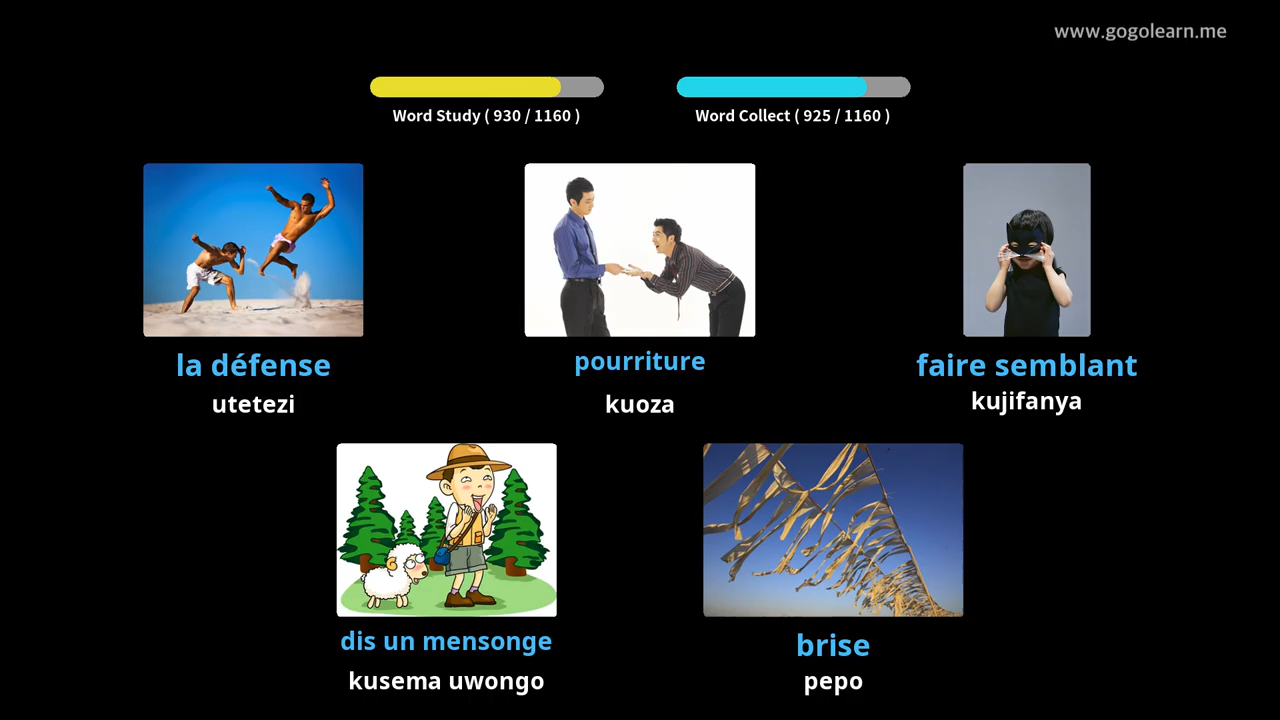 www.gogolearn.me
Word Study ( 930 / 1160 )
Word Collect ( 925 / 1160 )
la défense
utetezi
pourriture
kuoza
faire semblant
kujifanya
dis un mensonge
kusema uwongo
brise
pepo